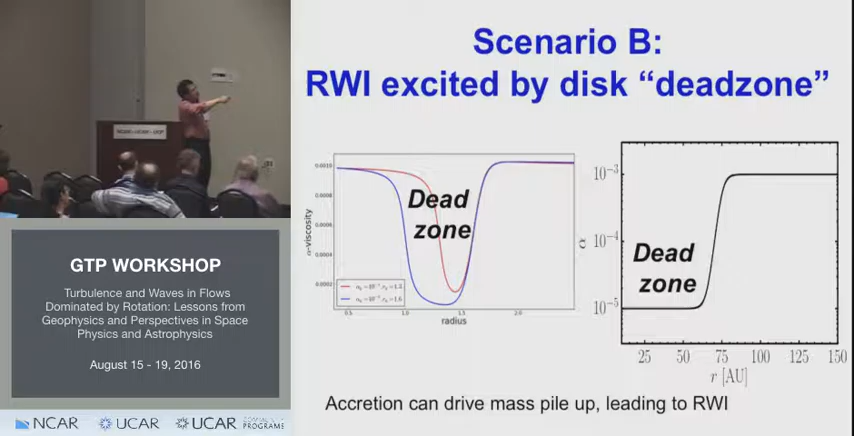 Scenario B:
RWI excited by disk “deadzone”
Dead
zone
α-viscosity
0.0010
0.0008
0.0006
0.0004
0.0002
0.5
1.0
1.5
2.0
radius
Dead
zone
α
10⁻³
10⁻⁴
10⁻⁵
25
50
75
100
125
150
r [AU]
Accretion can drive mass pile up, leading to RWI
GTP WORKSHOP
Turbulence and Waves in Flows
Dominated by Rotation: Lessons from
Geophysics and Perspectives in Space
Physics and Astrophysics
August 15 - 19, 2016
NCAR
UCAR
UCAR
PROGRAMS